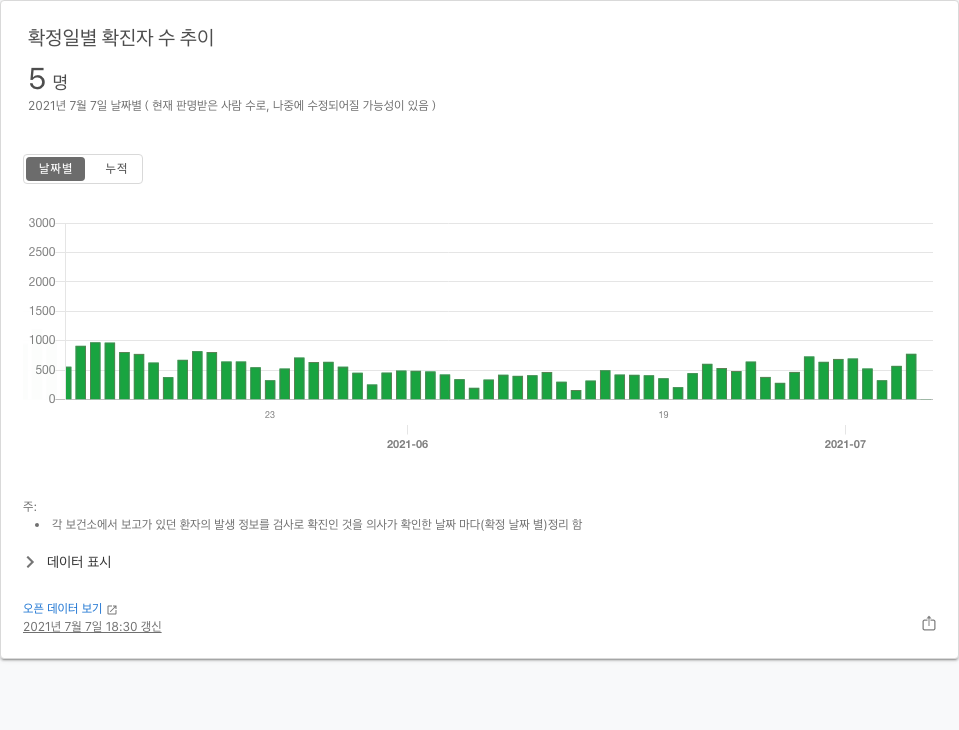 확정일별 확진자 수 추이
5 명
2021년 7월 7일 날짜별 ( 현재 판명받은 사람 수로, 나중에 수정되어질 가능성이 있음 )
날짜별 누적
3000
2500
2000
1500
1000
500
0
23 19
2021-06 2021-07
주:
• 각 보건소에서 보고가 있던 환자의 발생 정보를 검사로 확진인 것을 의사가 확인한 날짜 마다(확정 날짜 별)정리 함
데이터 표시
오픈 데이터 보기
2021년 7월 7일 18:30 갱신